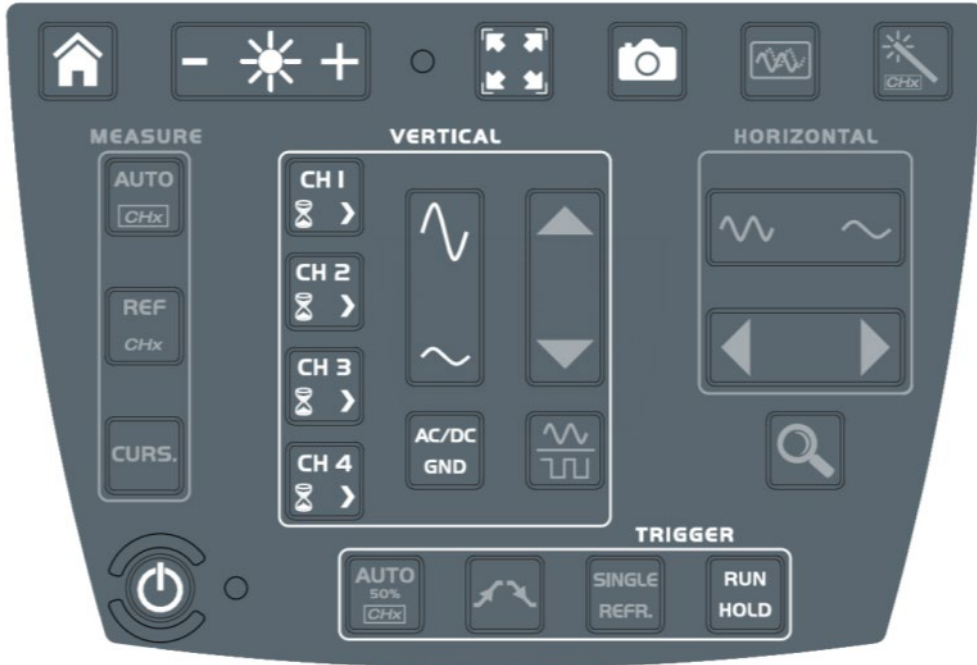 - +
CHx
MEASURE
VERTICAL
HORIZONTAL
AUTO
CHx
REF
CHx
CURS.
CH 1
CH 2
CH 3
CH 4
AC/DC
GND
TRIGGER
AUTO
50%
CHx
SINGLE
REFR.
RUN
HOLD